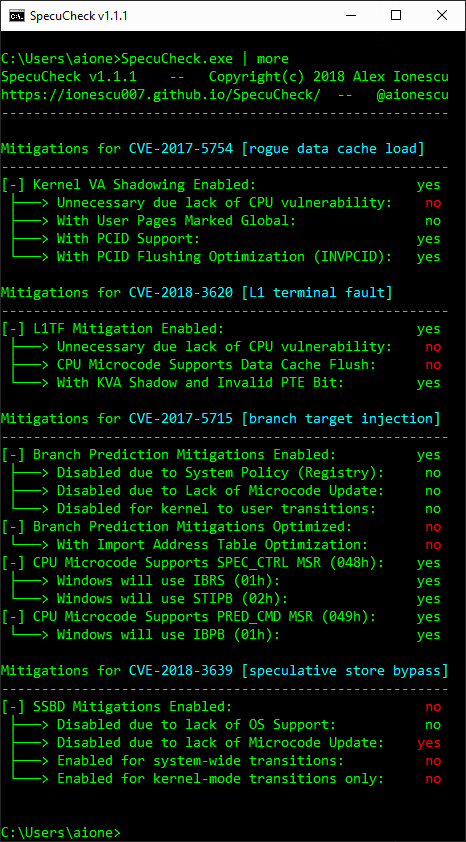 SpecuCheck v1.1.1
C:\Users\aione>SpecuCheck.exe | more
SpecuCheck v1.1.1    --   Copyright(c) 2018 Alex Ionescu
https://ionescu007.github.io/SpecuCheck/  --   @aionescu
--------------------------------------------------------
Mitigations for CVE-2017-5754 [rogue data cache load]
--------------------------------------------------------
[-] Kernel VA Shadowing Enabled:                    yes
 ├───> Unnecessary due lack of CPU vulnerability:    no
 ├───> With User Pages Marked Global:                no
 ├───> With PCID Support:                           yes
 └───> With PCID Flushing Optimization (INVPCID):   yes
Mitigations for CVE-2018-3620 [L1 terminal fault]
--------------------------------------------------------
[-] L1TF Mitigation Enabled:                        yes
 ├───> Unnecessary due lack of CPU vulnerability:    no
 ├───> CPU Microcode Supports Data Cache Flush:      no
 └───> With KVA Shadow and Invalid PTE Bit:         yes
Mitigations for CVE-2017-5715 [branch target injection]
--------------------------------------------------------
[-] Branch Prediction Mitigations Enabled:          yes
 ├───> Disabled due to System Policy (Registry):     no
 ├───> Disabled due to Lack of Microcode Update:     no
 └───> Disabled for kernel to user transitions:      no
[-] Branch Prediction Mitigations Optimized:         no
 └───> With Import Address Table Optimization:       no
[-] CPU Microcode Supports SPEC_CTRL MSR (048h):    yes
 ├───> Windows will use IBRS (01h):                 yes
 └───> Windows will use STIPB (02h):                yes
[-] CPU Microcode Supports PRED_CMD MSR (049h):     yes
 └───> Windows will use IBPB (01h):                 yes
Mitigations for CVE-2018-3639 [speculative store bypass]
--------------------------------------------------------
[-] SSBD Mitigations Enabled:                        no
 ├───> Disabled due to lack of OS Support:           no
 ├───> Disabled due to lack of Microcode Update:    yes
 ├───> Enabled for system-wide transitions:          no
 └───> Enabled for kernel-mode transitions only:     no
C:\Users\aione>